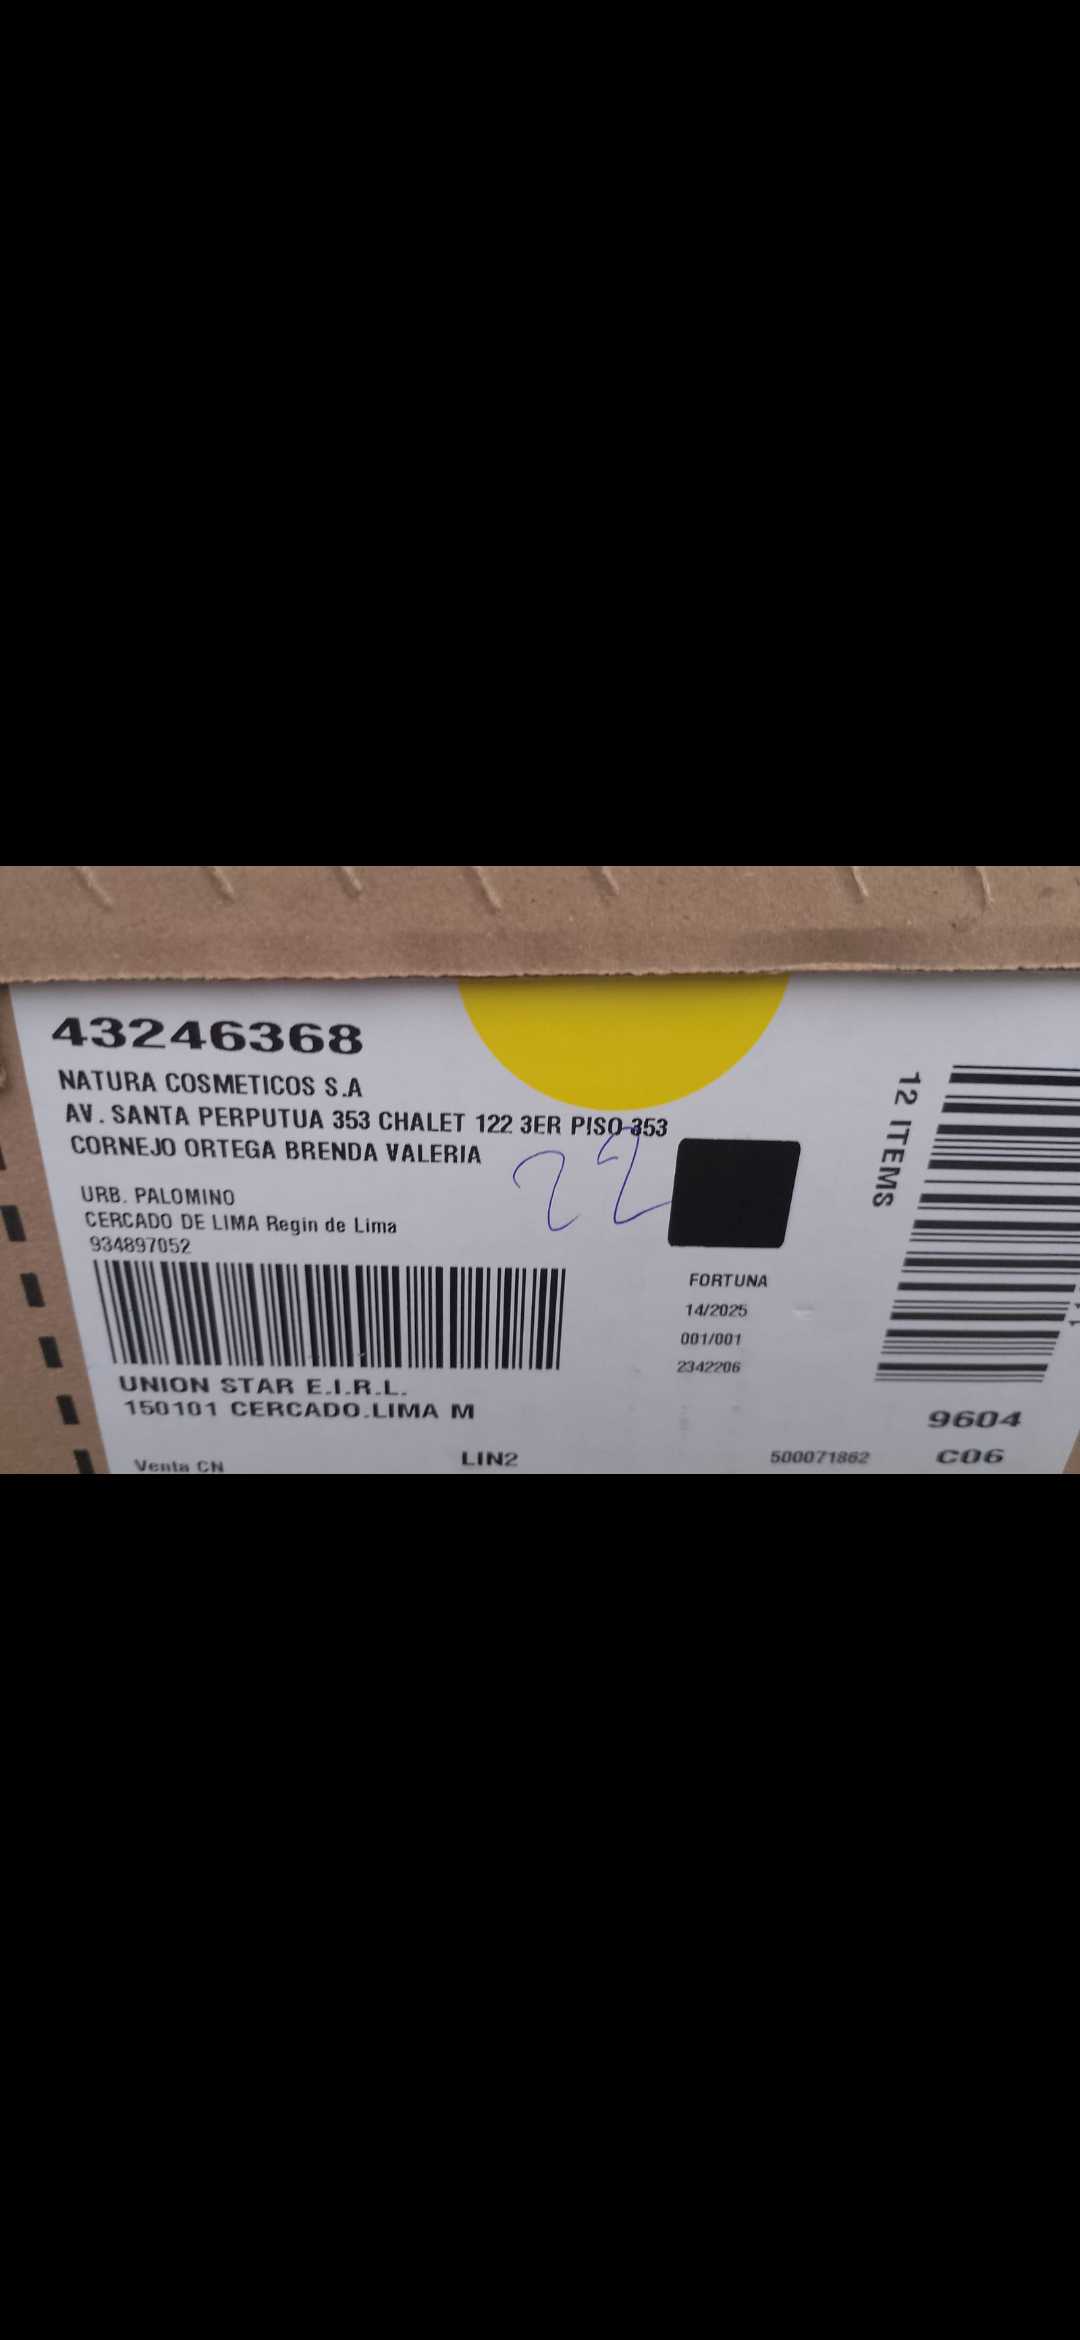 43246368
NATURA COSMETICOS S.A
AV. SANTA PERPUTUA 353 CHALET 122 3ER PISO 353
CORNEJO ORTEGA BRENDA VALERIA
22
URB. PALOMINO
CERCADO DE LIMA Regin de Lima
934897052
UNION STAR E.I.R.L.
150101 CERCADO.LIMA M
Venta CN
LIN2
FORTUNA
14/2025
001/001
2342206
500071862
12 ITEMS
9604
C06